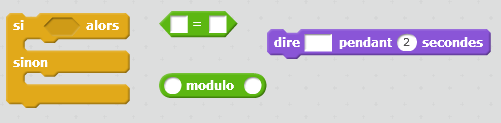 si alors
sinon
=
modulo
dire pendant 2 secondes